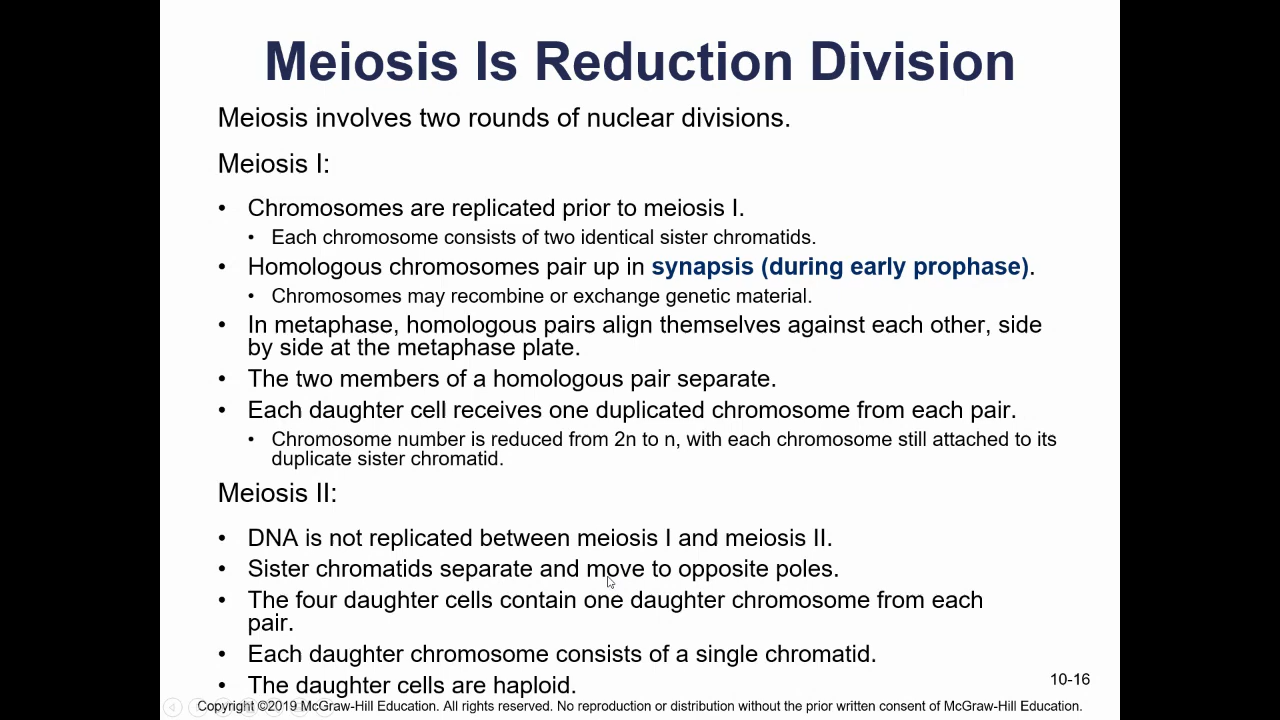 Meiosis Is Reduction Division
Meiosis involves two rounds of nuclear divisions.
Meiosis I:
• Chromosomes are replicated prior to meiosis I.
• Each chromosome consists of two identical sister chromatids.
• Homologous chromosomes pair up in synapsis (during early prophase).
• Chromosomes may recombine or exchange genetic material.
• In metaphase, homologous pairs align themselves against each other, side
by side at the metaphase plate.
• The two members of a homologous pair separate.
• Each daughter cell receives one duplicated chromosome from each pair.
• Chromosome number is reduced from 2n to n, with each chromosome still attached to its
duplicate sister chromatid.
Meiosis II:
• DNA is not replicated between meiosis I and meiosis II.
• Sister chromatids separate and move to opposite poles.
• The four daughter cells contain one daughter chromosome from each
pair.
• Each daughter chromosome consists of a single chromatid.
• The daughter cells are haploid.
10-16
Copyright ©2019 McGraw-Hill Education. All rights reserved. No reproduction or distribution without the prior written consent of McGraw-Hill Education.